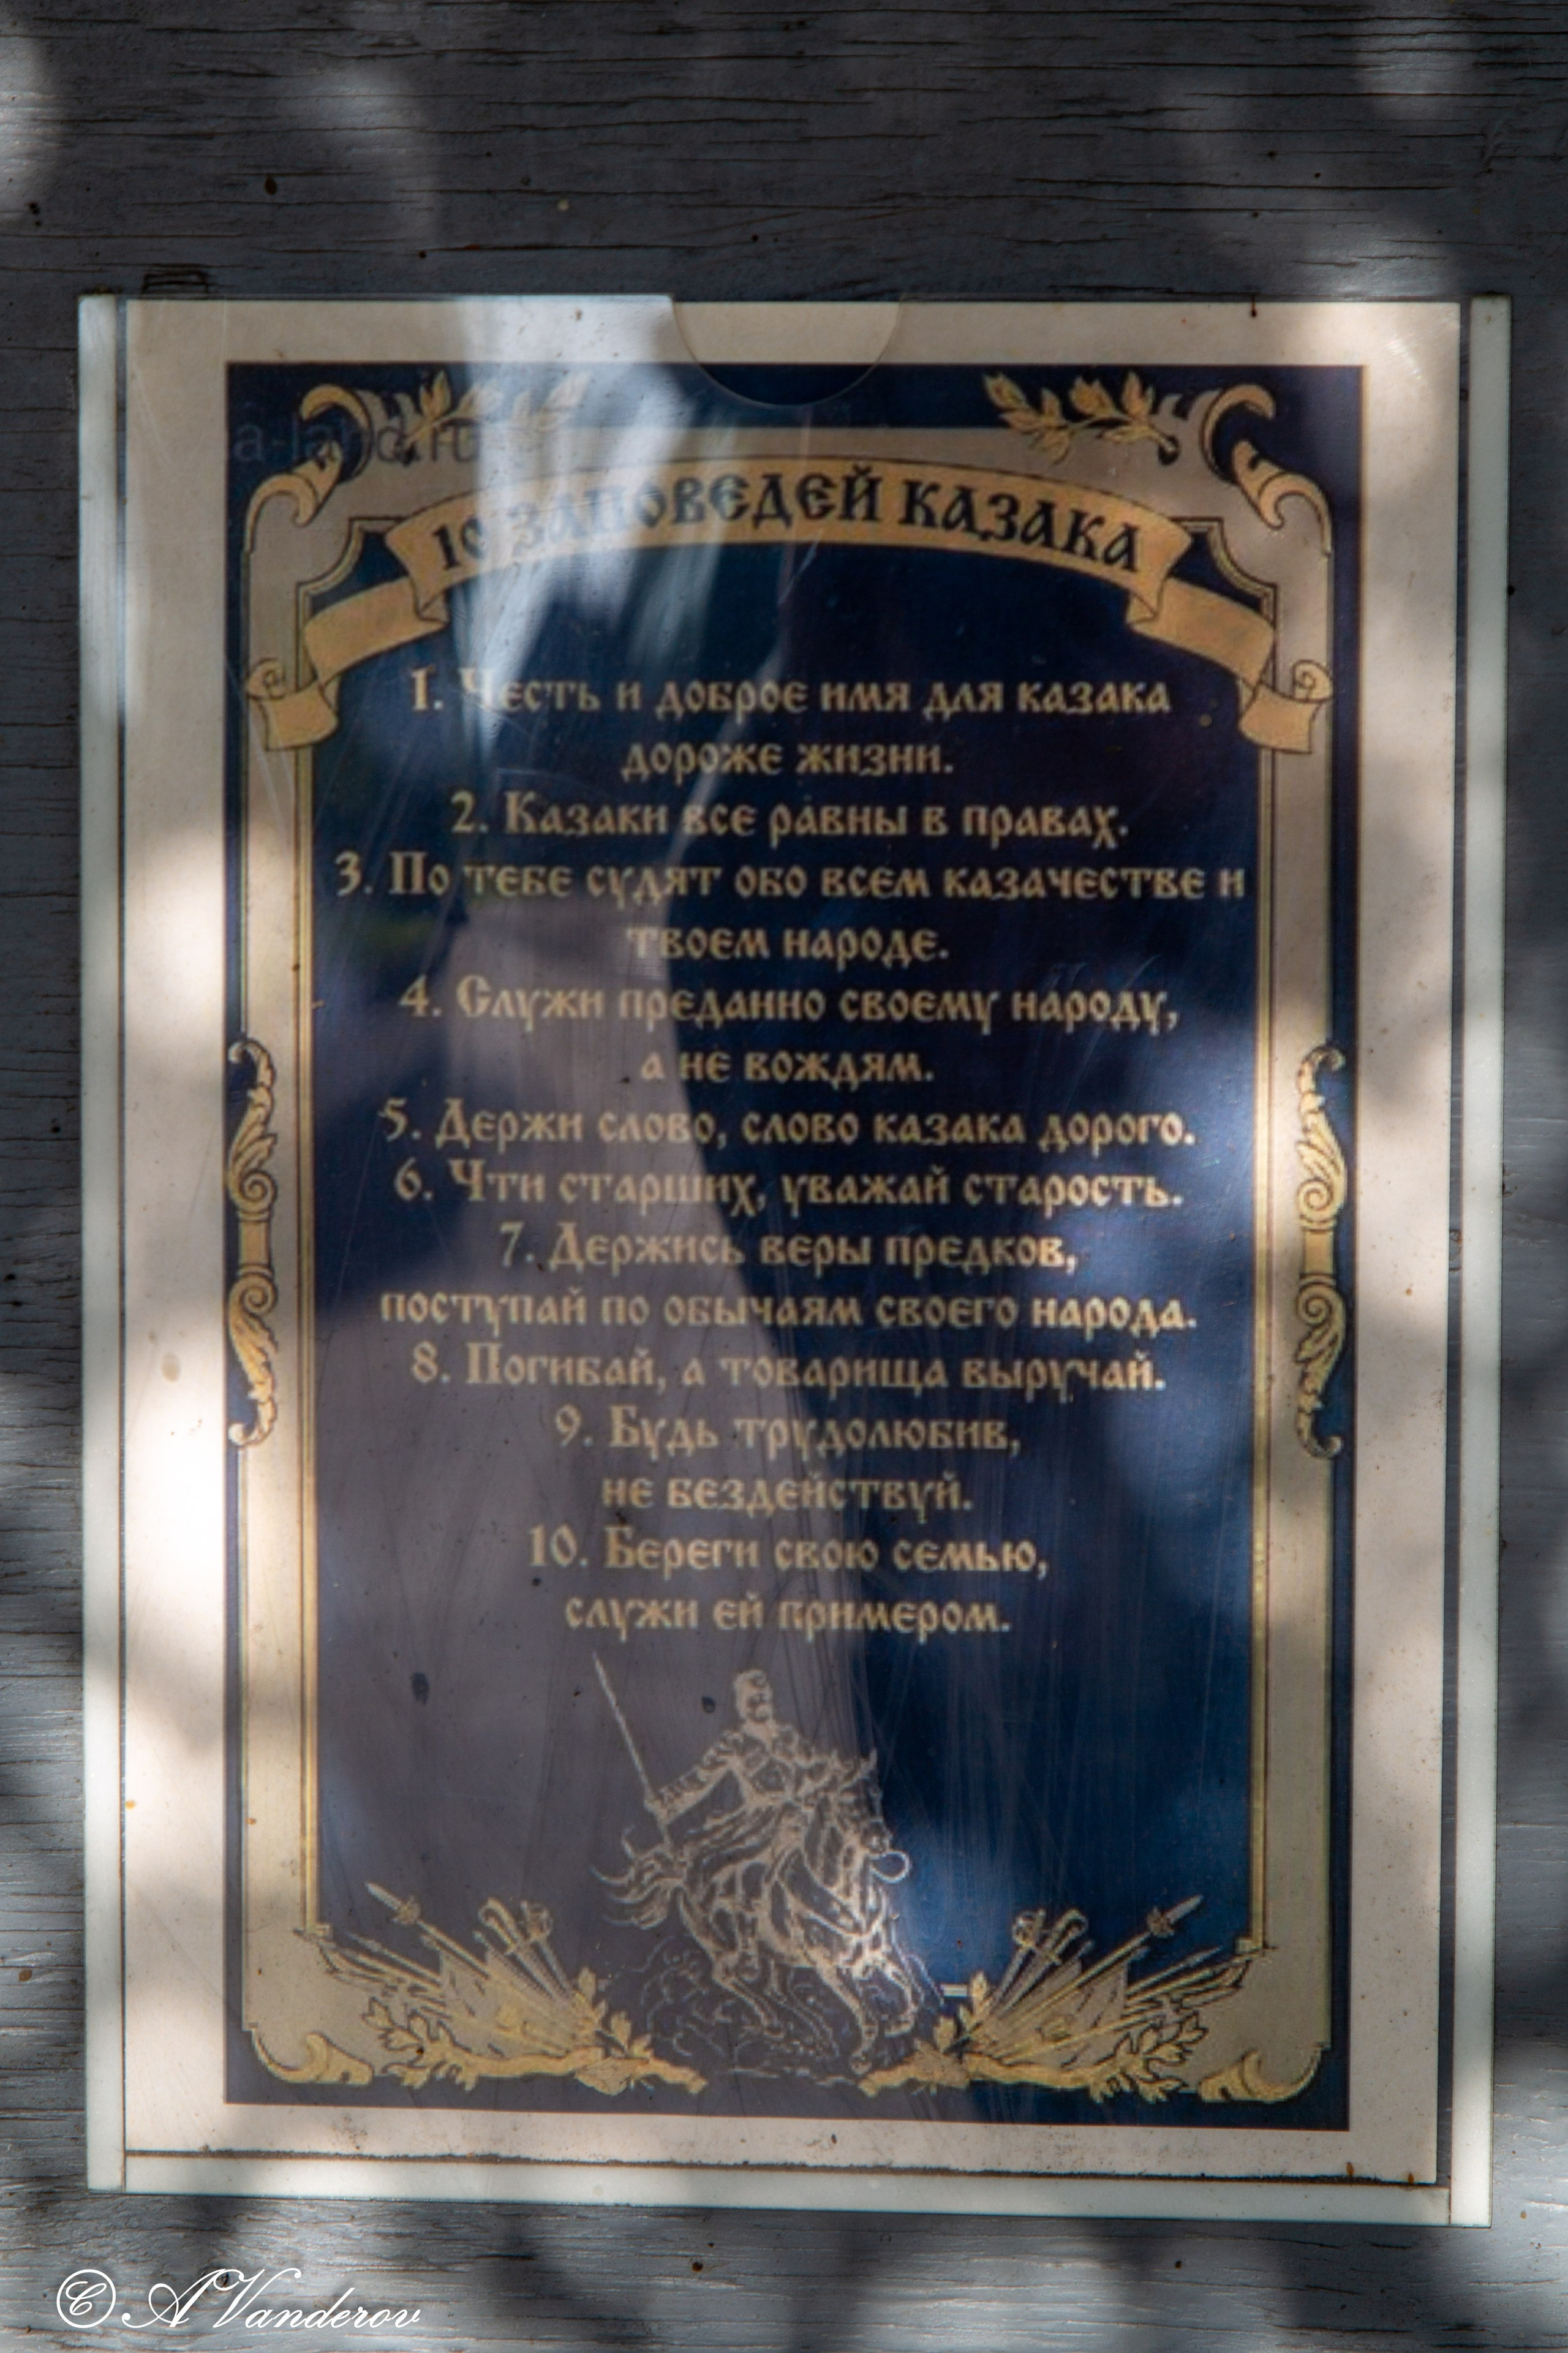 a-land.ru
10 ЗАПОВЕДЕЙ КАЗАКА
1. Честь и доброе имя для казака
дороже жизни.
2. Казаки все равны в правах.
3. По тебе судят обо всем казачестве и
твоем народе.
4. Служи преданно своему народу,
а не вождям.
5. Держи слово, слово казака дорого.
6. Чти старших, уважай старость.
7. Держись веры предков,
поступай по обычаям своего народа.
8. Погибай, а товарища выручай.
9. Будь трудолюбив,
не бездействуй.
10. Береги свою семью,
служи ей примером.
© AVanderov